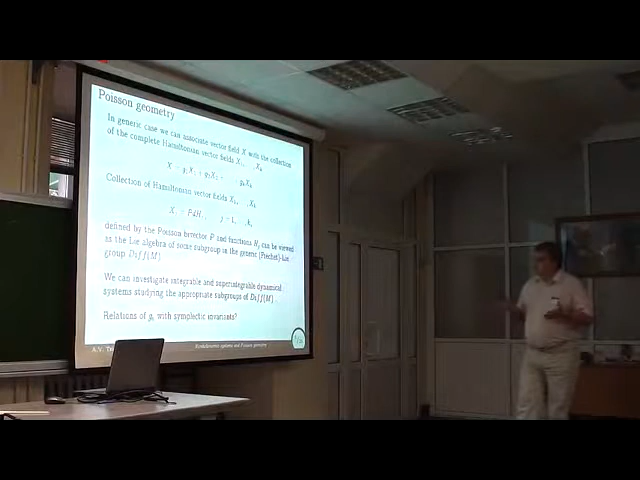 Poisson geometry
In generic case we can associate vector field X with the collection
of the complete Hamiltonian vector fields X₁, , Xₖ
X = g₁X₁ + g₂X₂ + gₖXₖ
Collection of Hamiltonian vector fields X₁, , Xₖ
Xⱼ = PdHⱼ, j = 1, , k,
defined by the Poisson bivector P and functions Hⱼ can be viewed
as the Lie algebra of some subgroup in the generic (Frechet)-Lie
group Diff(M)
We can investigate integrable and superintegrable dynamical
systems studying the appropriate subgroups of Diff(M).
Relations of gⱼ with symplectic invariants?
A.V.
systems and Poisson geometry